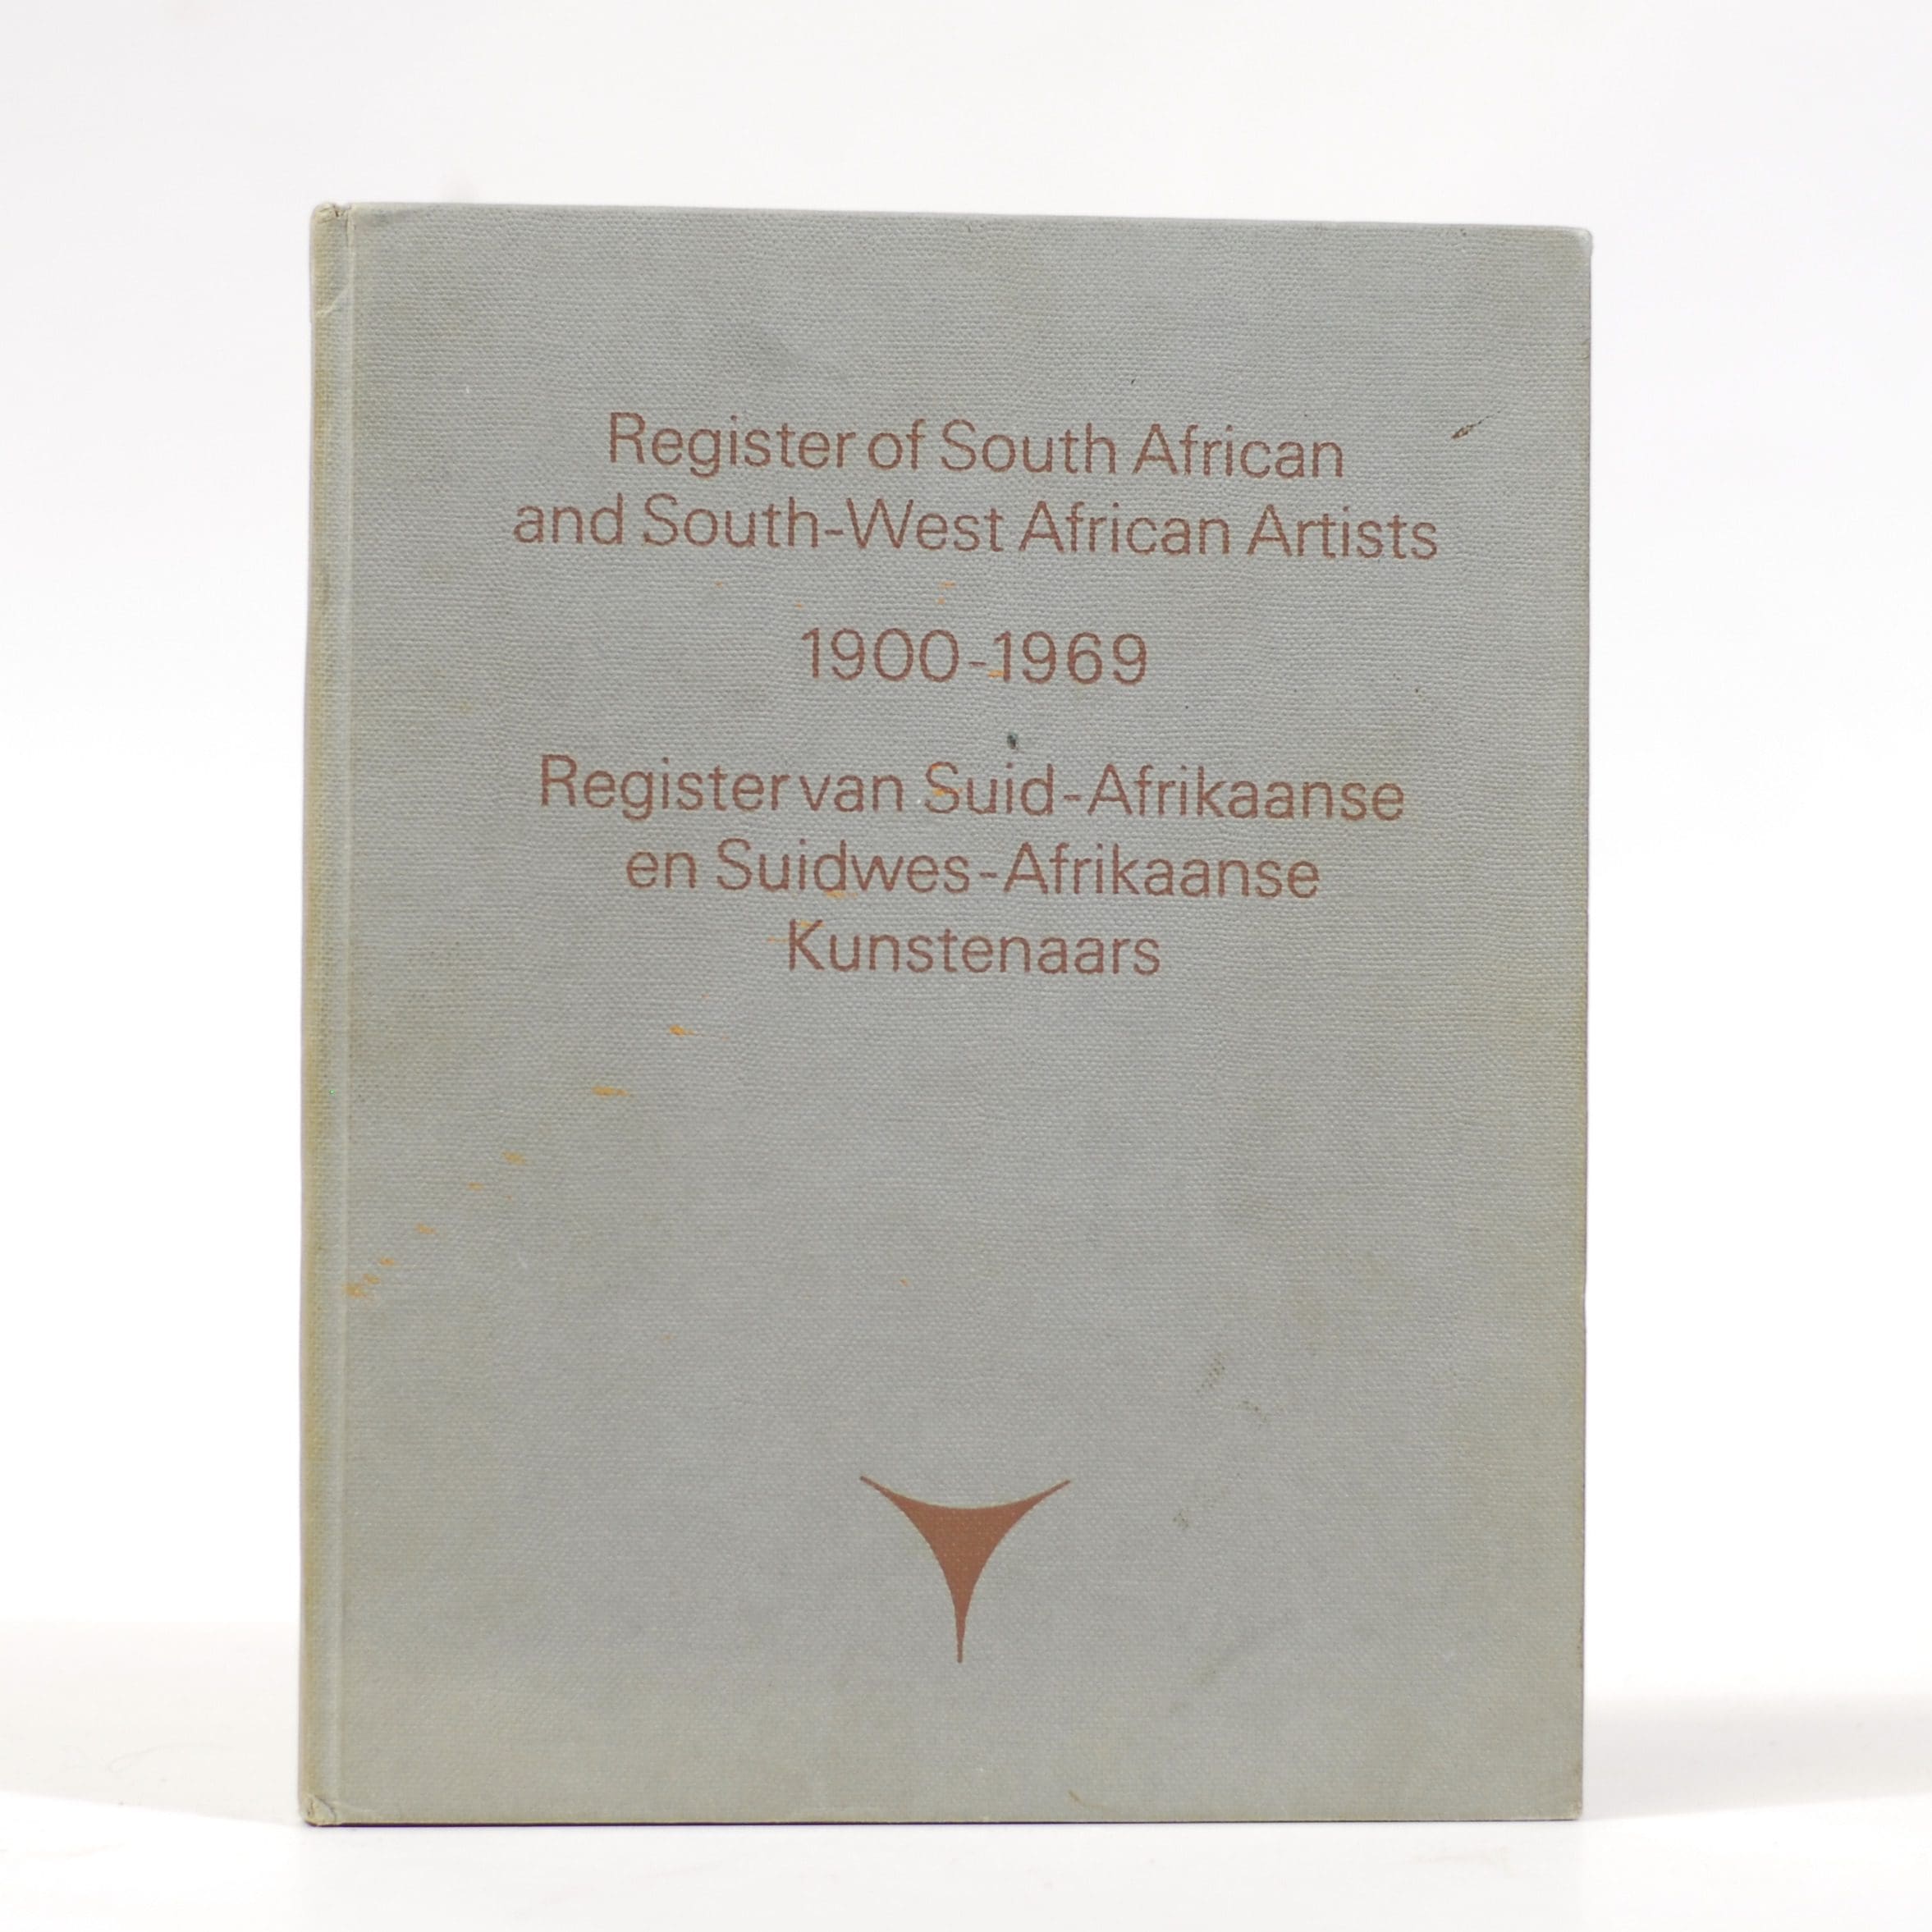 Register of South African
and South-West African Artists
1900-1969
Register van Suid-Afrikaanse
en Suidwes-Afrikaanse
Kunstenaars